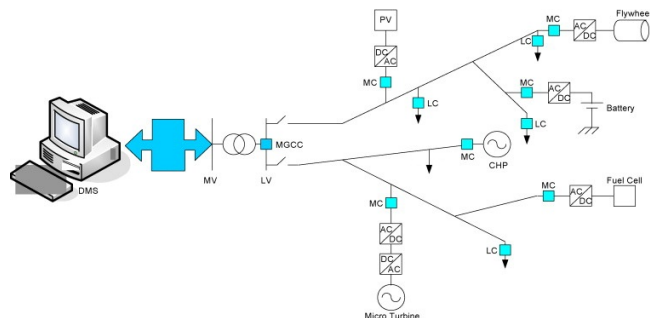 PV
MC
AC
DC
Flywhee
DC
AC
LC
MC
MC
AC
DC
LC
Battery
LC
MGCC
MC
CHP
DMS
MV
LV
MC
AC
DC
Fuel Cell
MC
AC
DC
LC
DC
AC
Micro Turbine